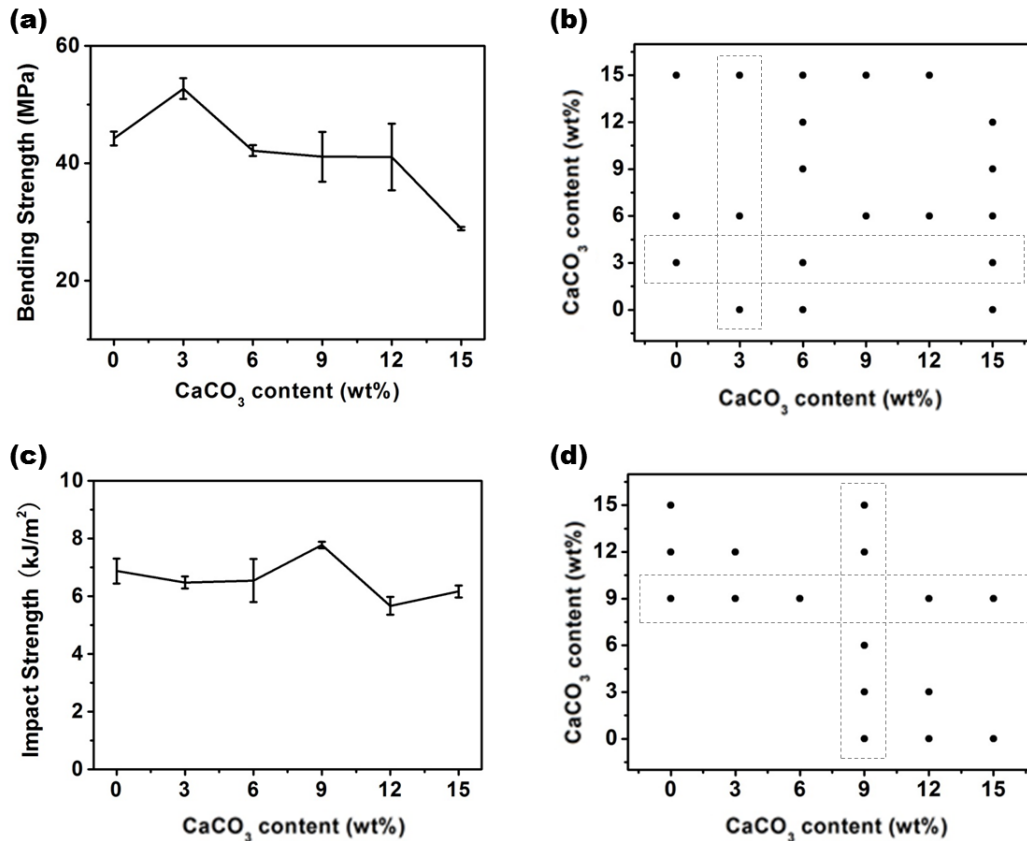 (a)
60
40
20
Bending Strength (MPa)
0 3 6 9 12 15
CaCO₃ content (wt%)
(b)
15
12
9
6
3
0
CaCO₃ content (wt%)
0 3 6 9 12 15
CaCO₃ content (wt%)
(c)
10
8
6
4
2
0
Impact Strength（kJ/m²）
0 3 6 9 12 15
CaCO₃ content (wt%)
(d)
15
12
9
6
3
0
CaCO₃ content (wt%)
0 3 6 9 12 15
CaCO₃ content (wt%)